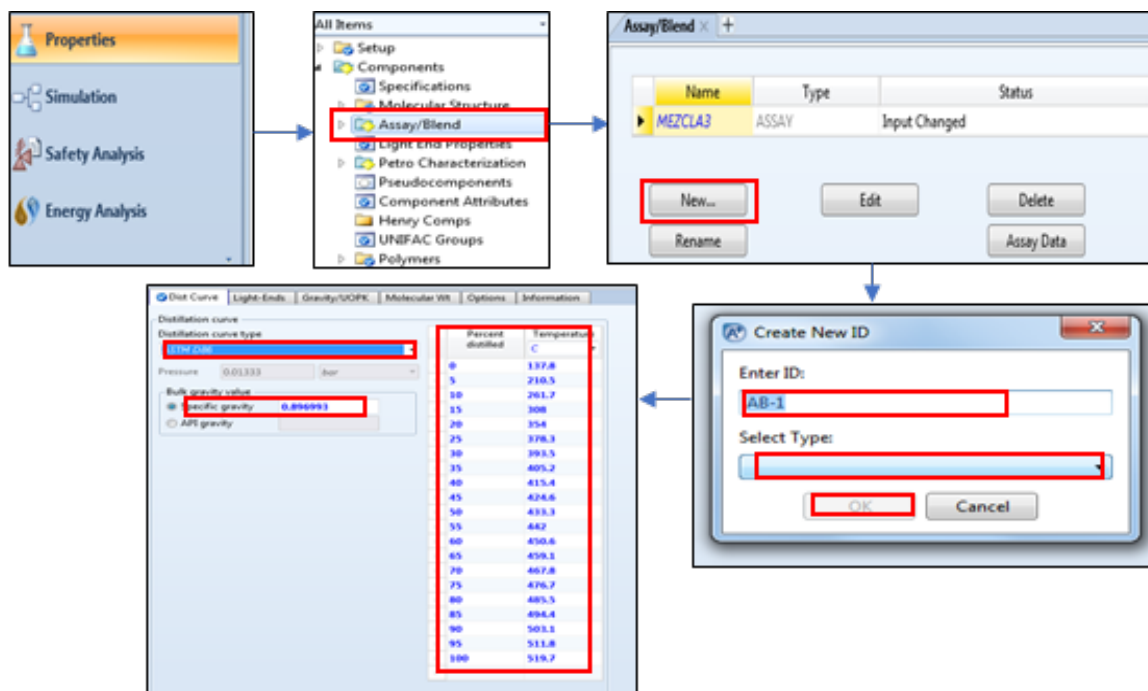 Properties
Simulation
Safety Analysis
Energy Analysis
All Items
Setup
Components
Specifications
Molecular Structure
Assay/Blend
Light End Properties
Petro Characterization
Pseudocomponents
Component Attributes
Henry Comps
UNIFAC Groups
Polymers
Assay/Blend × +
Name Type Status
MEZCLA3 ASSAY Input Changed
New... Edit Delete
Rename Assay Data
Create New ID
Enter ID:
AB-1
Select Type:
OK Cancel
Dist Curve Light-Ends Gravity/UOPK Molecular Wt Options Information
Distillation curve
Distillation curve type
Pressure 0.01333 bar
Bulk gravity value
Specific gravity 0.896993
API gravity
Percent distilled Temperature
C
0 137.8
5 210.5
10 261.7
15 308
20 354
25 378.3
30 393.5
35 405.2
40 415.4
45 424.6
50 433.3
55 442
60 450.6
65 459.1
70 467.8
75 476.7
80 485.5
85 494.4
90 503.1
95 511.8
100 519.7